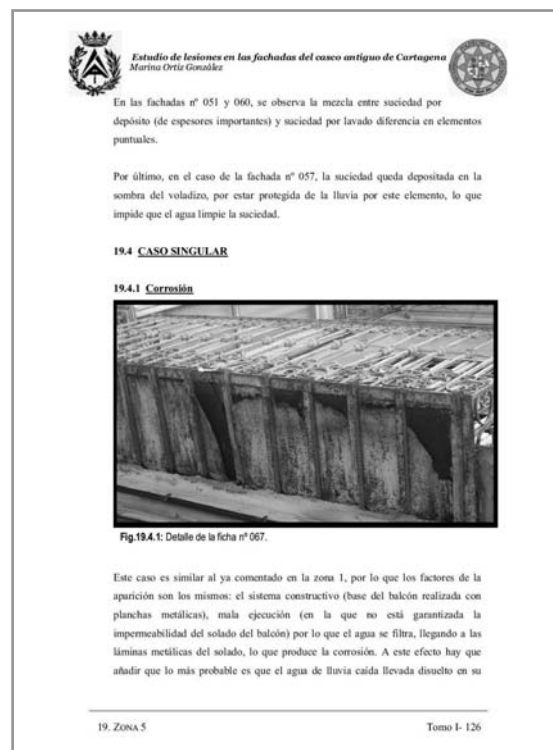 Estudio de lesiones en las fachadas del casco antiguo de Cartagena
Marina Ortiz González
En las fachadas nº 051 y 060, se observa la mezcla entre suciedad por
depósito (de espesores importantes) y suciedad por lavado diferencia en elementos
puntuales.
Por último, en el caso de la fachada nº 057, la suciedad queda depositada en la
sombra del voladizo, por estar protegida de la lluvia por este elemento, lo que
impide que el agua limpie la suciedad.
19.4 CASO SINGULAR
19.4.1 Corrosión
Fig.19.4.1: Detalle de la ficha nº 067.
Este caso es similar al ya comentado en la zona 1, por lo que los factores de la
aparición son los mismos: el sistema constructivo (base del balcón realizada con
planchas metálicas), mala ejecución (en la que no está garantizada la
impermeabilidad del solado del balcón) por lo que el agua se filtra, llegando a las
láminas metálicas del solado, lo que produce la corrosión. A este efecto hay que
añadir que lo más probable es que el agua de lluvia caída llevada disuelto en su
19. ZONA 5 Tomo I- 126